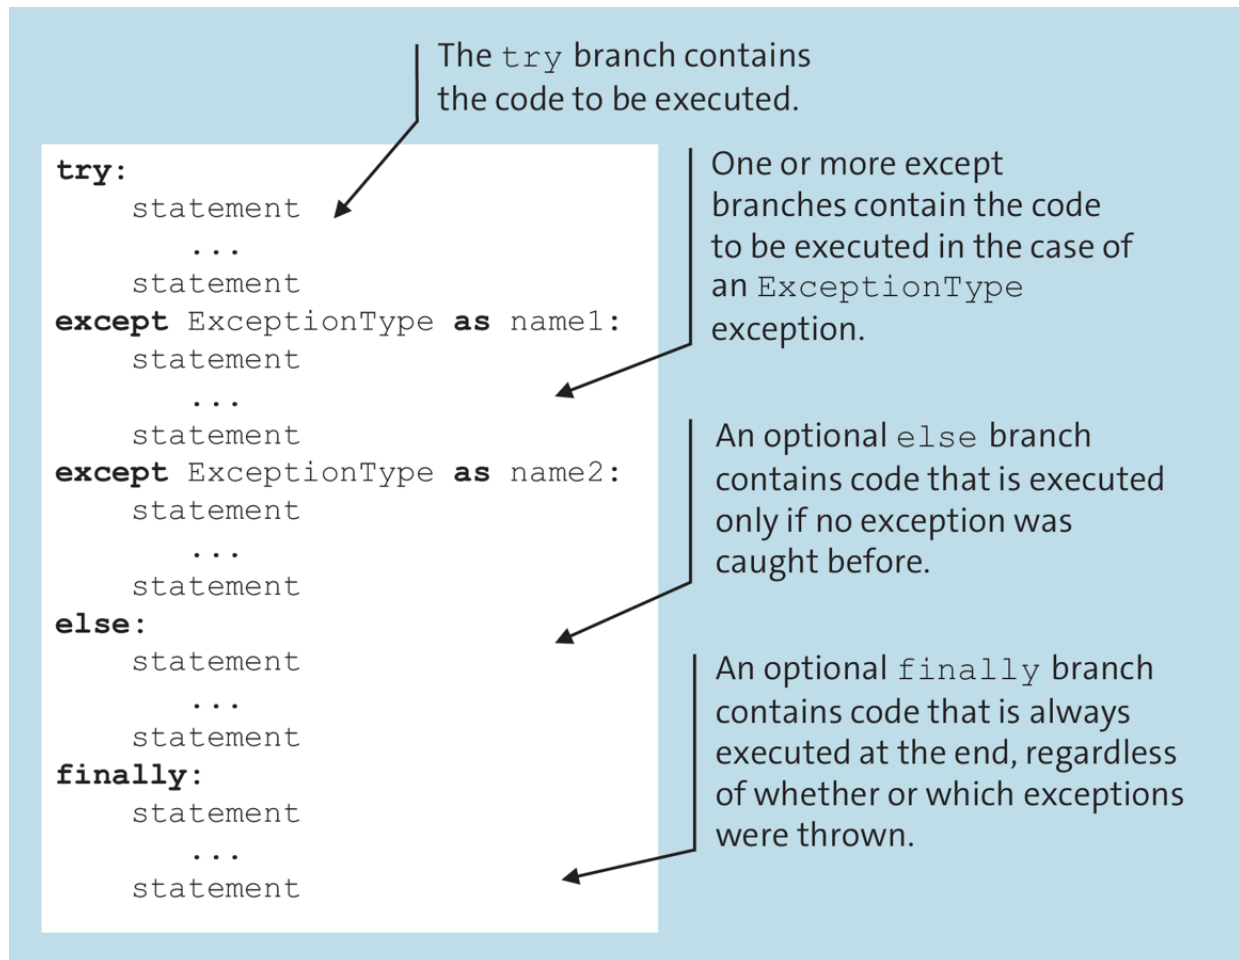 The try branch contains
the code to be executed.
try:
statement
...
statement
except ExceptionType as name1:
statement
...
statement
except ExceptionType as name2:
statement
...
statement
else:
statement
...
statement
finally:
statement
...
statement
One or more except
branches contain the code
to be executed in the case of
an ExceptionType
exception.
An optional else branch
contains code that is executed
only if no exception was
caught before.
An optional finally branch
contains code that is always
executed at the end, regardless
of whether or which exceptions
were thrown.